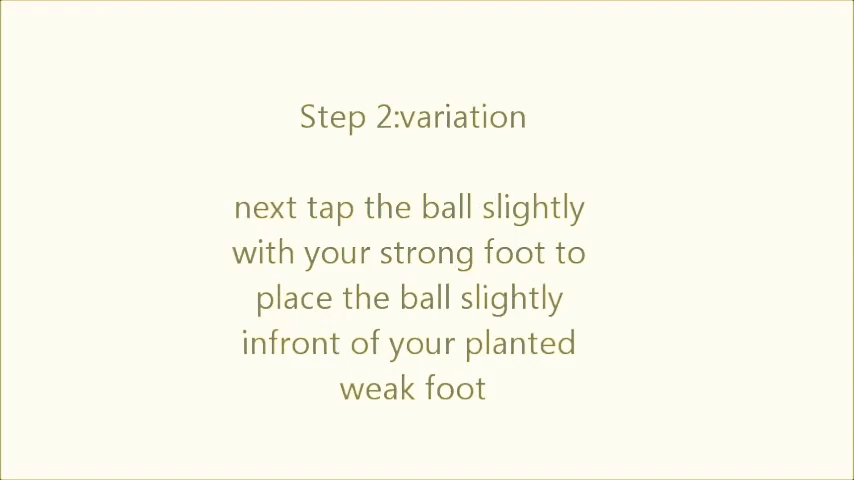 Step 2:variation
next tap the ball slightly
with your strong foot to
place the ball slightly
infront of your planted
weak foot